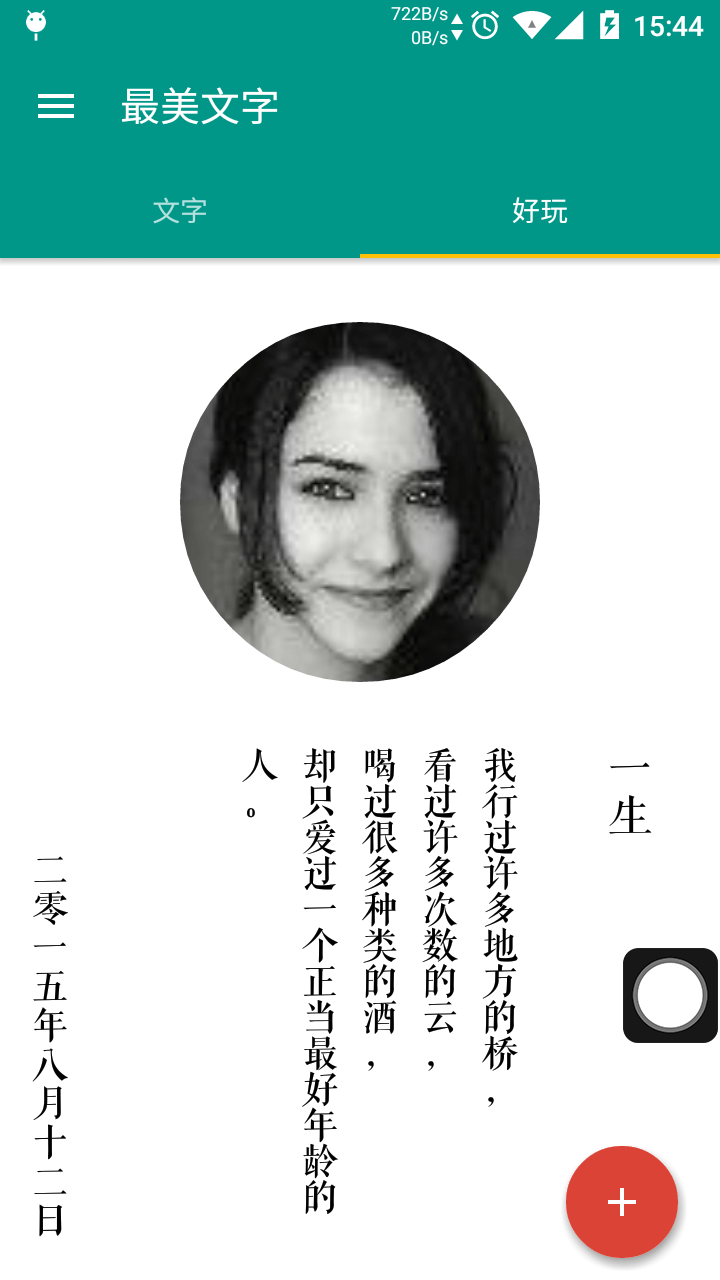 722B/s
0B/s
15:44
最美文字
文字
好玩
一生
我行过许多地方的桥，
看过许多次数的云，
喝过很多种类的酒，
却只爱过一个正当最好年龄的
人。
二零一五年八月十二日